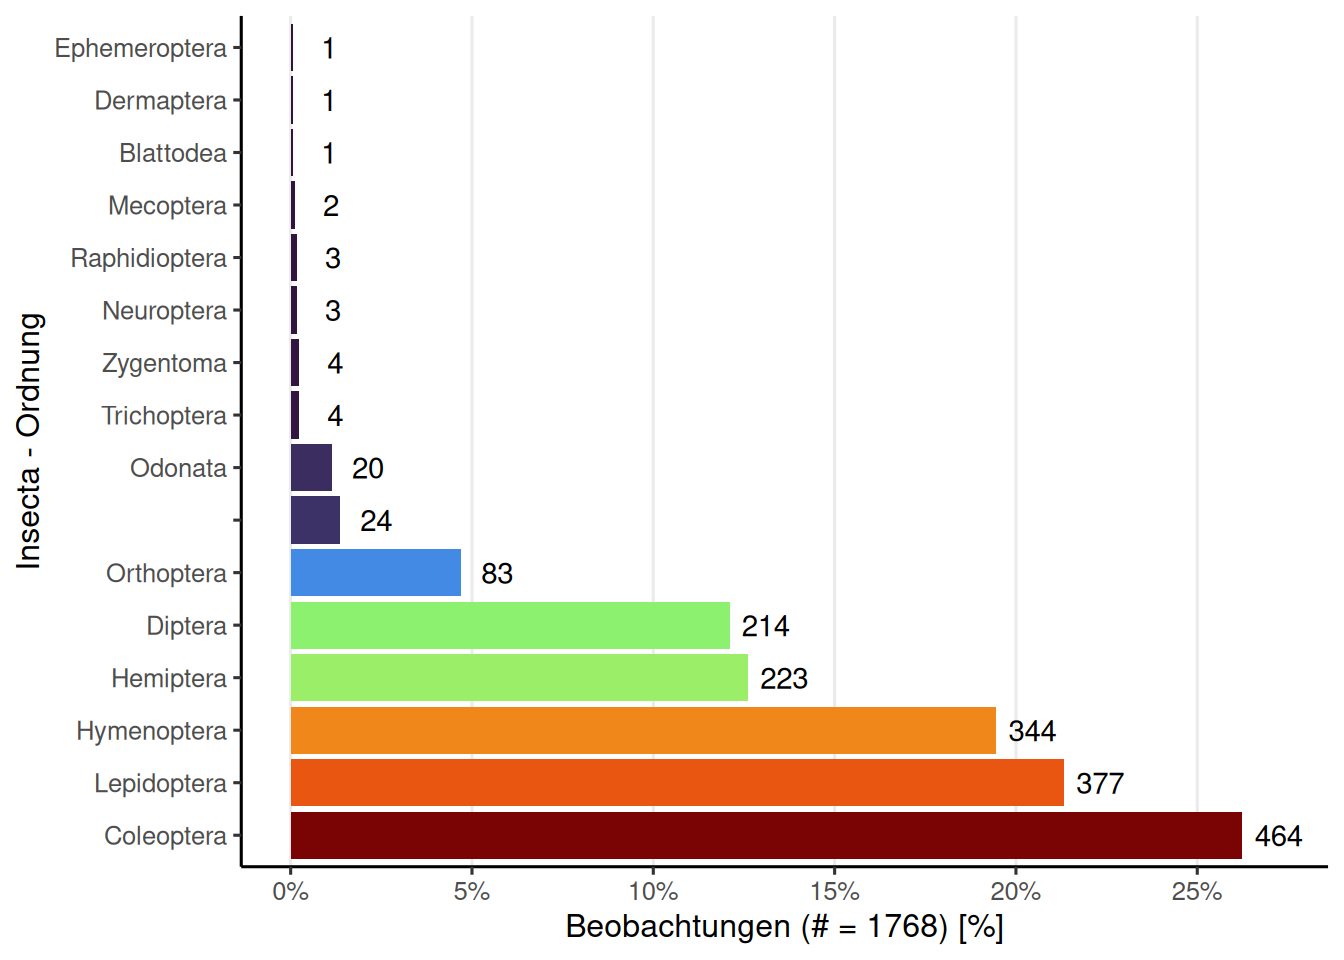 Insecta - Ordnung
Ephemeroptera 1
Dermaptera 1
Blattodea 1
Mecoptera 2
Raphidioptera 3
Neuroptera 3
Zygentoma 4
Trichoptera 4
Odonata 20
24
Orthoptera 83
Diptera 214
Hemiptera 223
Hymenoptera 344
Lepidoptera 377
Coleoptera 464
0% 5% 10% 15% 20% 25%
Beobachtungen (# = 1768) [%]